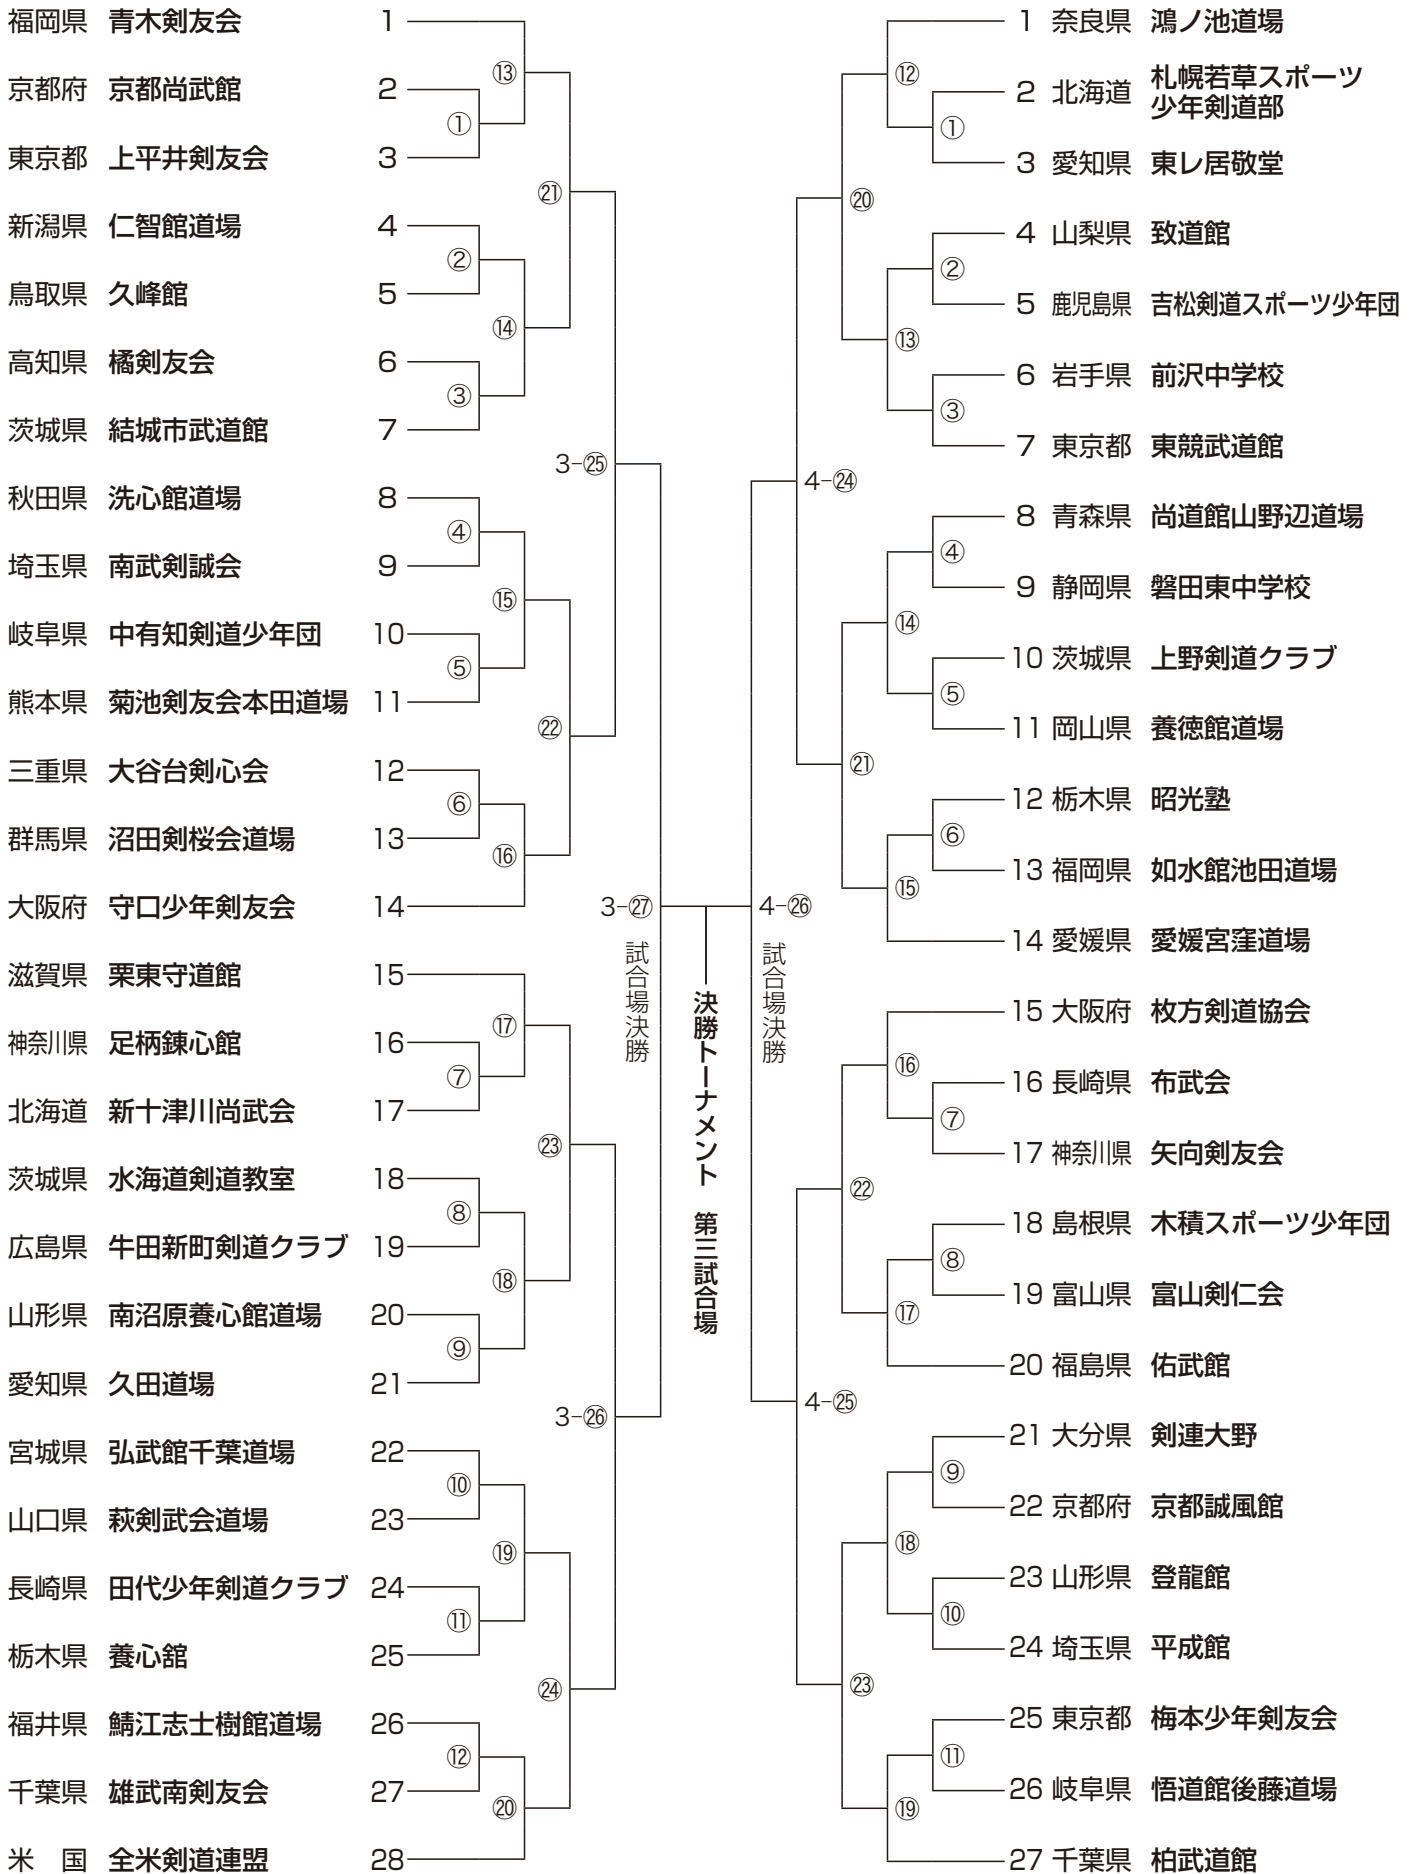 福岡県 青木剣友会 1
京都府 京都尚武館 2
東京都 上平井剣友会 3
新潟県 仁智館道場 4
鳥取県 久峰館 5
高知県 橘剣友会 6
茨城県 結城市武道館 7
秋田県 洗心館道場 8
埼玉県 南武剣誠会 9
岐阜県 中有知剣道少年団 10
熊本県 菊池剣友会本田道場 11
三重県 大谷台剣心会 12
群馬県 沼田剣桜会道場 13
大阪府 守口少年剣友会 14
滋賀県 栗東守道館 15
神奈川県 足柄錬心館 16
北海道 新十津川尚武会 17
茨城県 水海道剣道教室 18
広島県 牛田新町剣道クラブ 19
山形県 南沼原養心館道場 20
愛知県 久田道場 21
宮城県 弘武館千葉道場 22
山口県 萩剣武会道場 23
長崎県 田代少年剣道クラブ 24
栃木県 養心舘 25
福井県 鯖江志士樹館道場 26
千葉県 雄武南剣友会 27
米 国 全米剣道連盟 28
①
②
③
④
⑤
⑥
⑦
⑧
⑨
⑩
⑪
⑫
⑬
⑭
⑮
⑯
⑰
⑱
⑲
⑳
㉑
㉒
㉓
㉔
3-㉕
3-㉖
3-㉗
試合場決勝
決勝トーナメント 第三試合場
4-㉖
試合場決勝
4-㉔
4-㉕
⑳
㉑
㉒
㉓
⑫
⑬
⑭
⑮
⑯
⑰
⑱
⑲
①
②
③
④
⑤
⑥
⑦
⑧
⑨
⑩
⑪
1 奈良県 鴻ノ池道場
2 北海道 札幌若草スポーツ
少年剣道部
3 愛知県 東レ居敬堂
4 山梨県 致道館
5 鹿児島県 吉松剣道スポーツ少年団
6 岩手県 前沢中学校
7 東京都 東競武道館
8 青森県 尚道館山野辺道場
9 静岡県 磐田東中学校
10 茨城県 上野剣道クラブ
11 岡山県 養徳館道場
12 栃木県 昭光塾
13 福岡県 如水館池田道場
14 愛媛県 愛媛宮窪道場
15 大阪府 枚方剣道協会
16 長崎県 布武会
17 神奈川県 矢向剣友会
18 島根県 木積スポーツ少年団
19 富山県 富山剣仁会
20 福島県 佑武館
21 大分県 剣連大野
22 京都府 京都誠風館
23 山形県 登龍館
24 埼玉県 平成館
25 東京都 梅本少年剣友会
26 岐阜県 悟道館後藤道場
27 千葉県 柏武道館